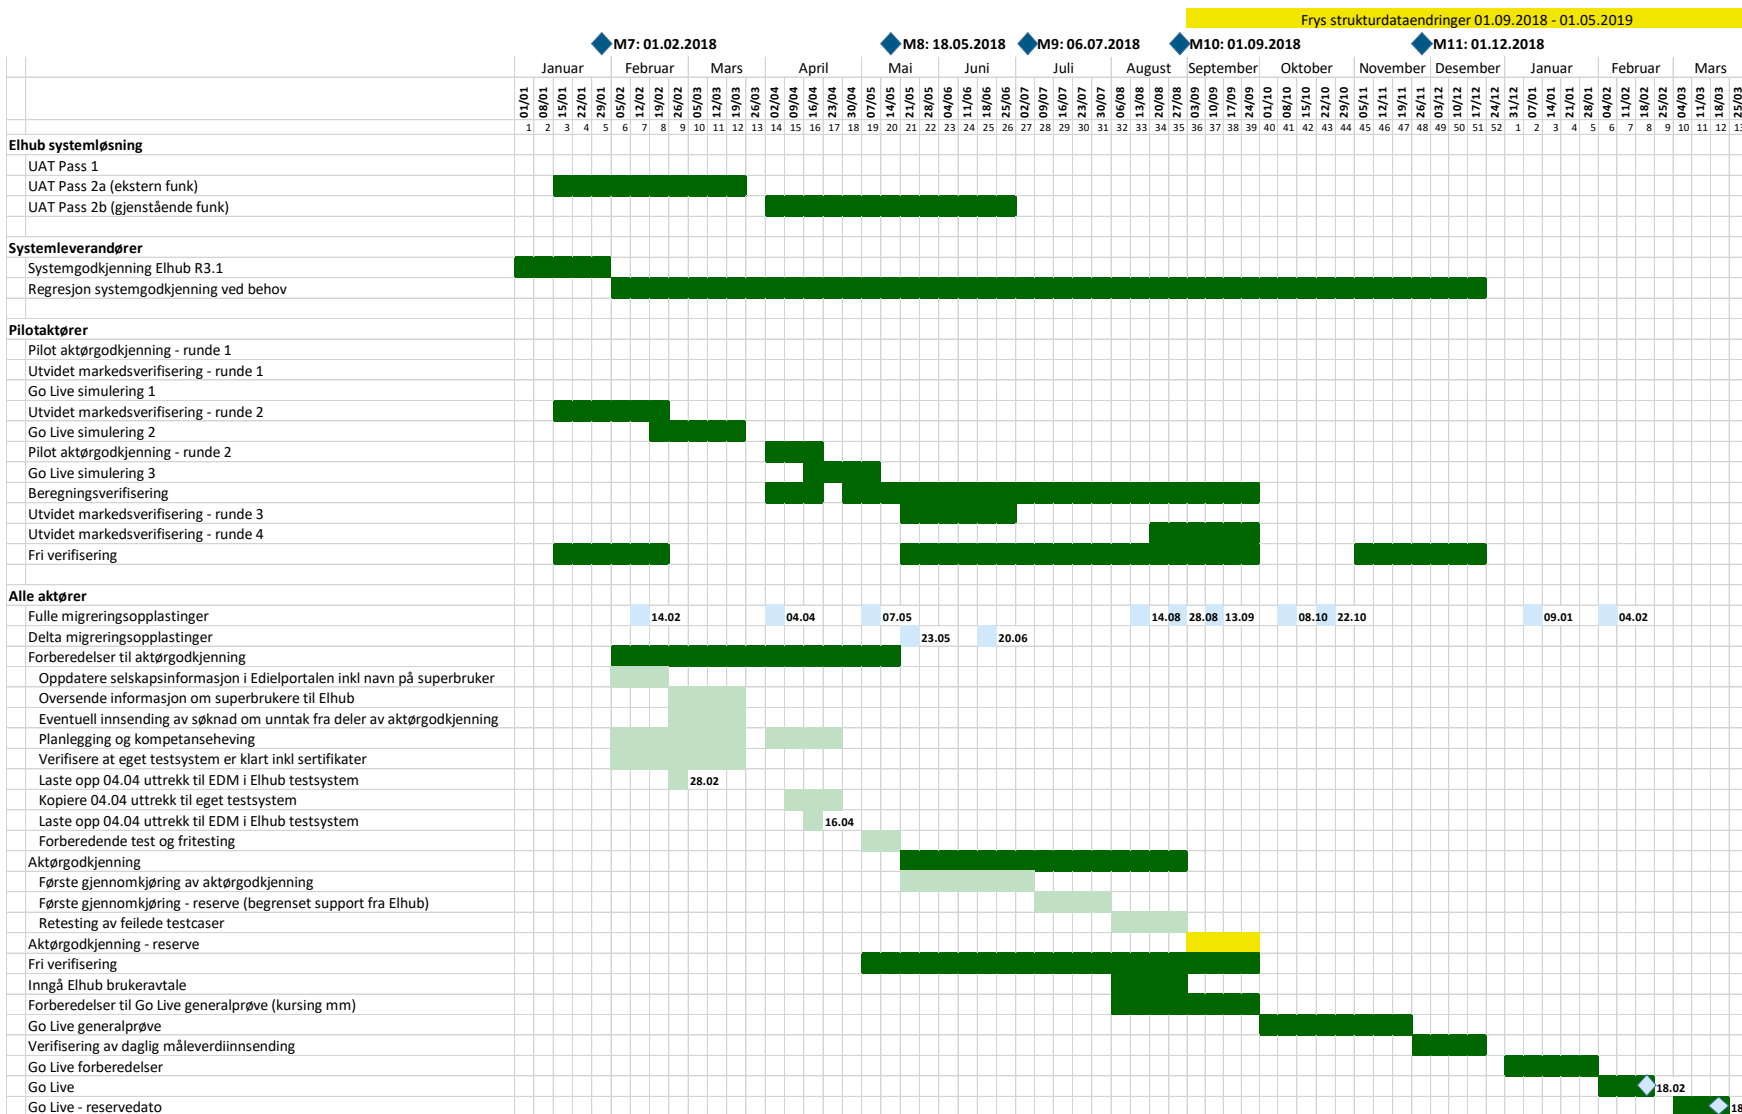 Frys strukturdataendringer 01.09.2018 - 01.05.2019
M7: 01.02.2018 M8: 18.05.2018 M9: 06.07.2018 M10: 01.09.2018 M11: 01.12.2018
Januar Februar Mars April Mai Juni Juli August September Oktober November Desember Januar Februar Mars
01/01 08/01 15/01 22/01 29/01 05/02 12/02 19/02 26/02 05/03 12/03 19/03 26/03 02/04 09/04 16/04 23/04 30/04 07/05 14/05 21/05 28/05 04/06 11/06 18/06 25/06 02/07 09/07 16/07 23/07 30/07 06/08 13/08 20/08 27/08 03/09 10/09 17/09 24/09 01/10 08/10 15/10 22/10 29/10 05/11 12/11 19/11 26/11 03/12 10/12 17/12 24/12 31/12 07/01 14/01 21/01 28/01 04/02 11/02 18/02 25/02 04/03 11/03 18/03 25/03
1 2 3 4 5 6 7 8 9 10 11 12 13 14 15 16 17 18 19 20 21 22 23 24 25 26 27 28 29 30 31 32 33 34 35 36 37 38 39 40 41 42 43 44 45 46 47 48 49 50 51 52 1 2 3 4 5 6 7 8 9 10 11 12 13
Elhub systemløsning
UAT Pass 1
UAT Pass 2a (ekstern funk)
UAT Pass 2b (gjenstående funk)
Systemleverandører
Systemgodkjenning Elhub R3.1
Regresjon systemgodkjenning ved behov
Pilotaktører
Pilot aktørgodkjenning - runde 1
Utvidet markedsverifisering - runde 1
Go Live simulering 1
Utvidet markedsverifisering - runde 2
Go Live simulering 2
Pilot aktørgodkjenning - runde 2
Go Live simulering 3
Beregningsverifisering
Utvidet markedsverifisering - runde 3
Utvidet markedsverifisering - runde 4
Fri verifisering
Alle aktører
Fulle migreringsopplastinger 14.02 04.04 07.05 14.08 28.08 13.09 08.10 22.10 09.01 04.02
Delta migreringsopplastinger 23.05 20.06
Forberedelser til aktørgodkjenning
Oppdatere selskapsinformasjon i Edielportalen inkl navn på superbruker
Oversende informasjon om superbrukere til Elhub
Eventuell innsending av søknad om unntak fra deler av aktørgodkjenning
Planlegging og kompetanseheving
Verifisere at eget testsystem er klart inkl sertifikater
Laste opp 04.04 uttrekk til EDM i Elhub testsystem 28.02
Kopiere 04.04 uttrekk til eget testsystem
Laste opp 04.04 uttrekk til EDM i Elhub testsystem 16.04
Forberedende test og fritesting
Aktørgodkjenning
Første gjennomkjøring av aktørgodkjenning
Første gjennomkjøring - reserve (begrenset support fra Elhub)
Retesting av feilede testcaser
Aktørgodkjenning - reserve
Fri verifisering
Inngå Elhub brukeravtale
Forberedelser til Go Live generalprøve (kursing mm)
Go Live generalprøve
Verifisering av daglig måleverdiinnsending
Go Live forberedelser
Go Live 18.02
Go Live - reservedato 18